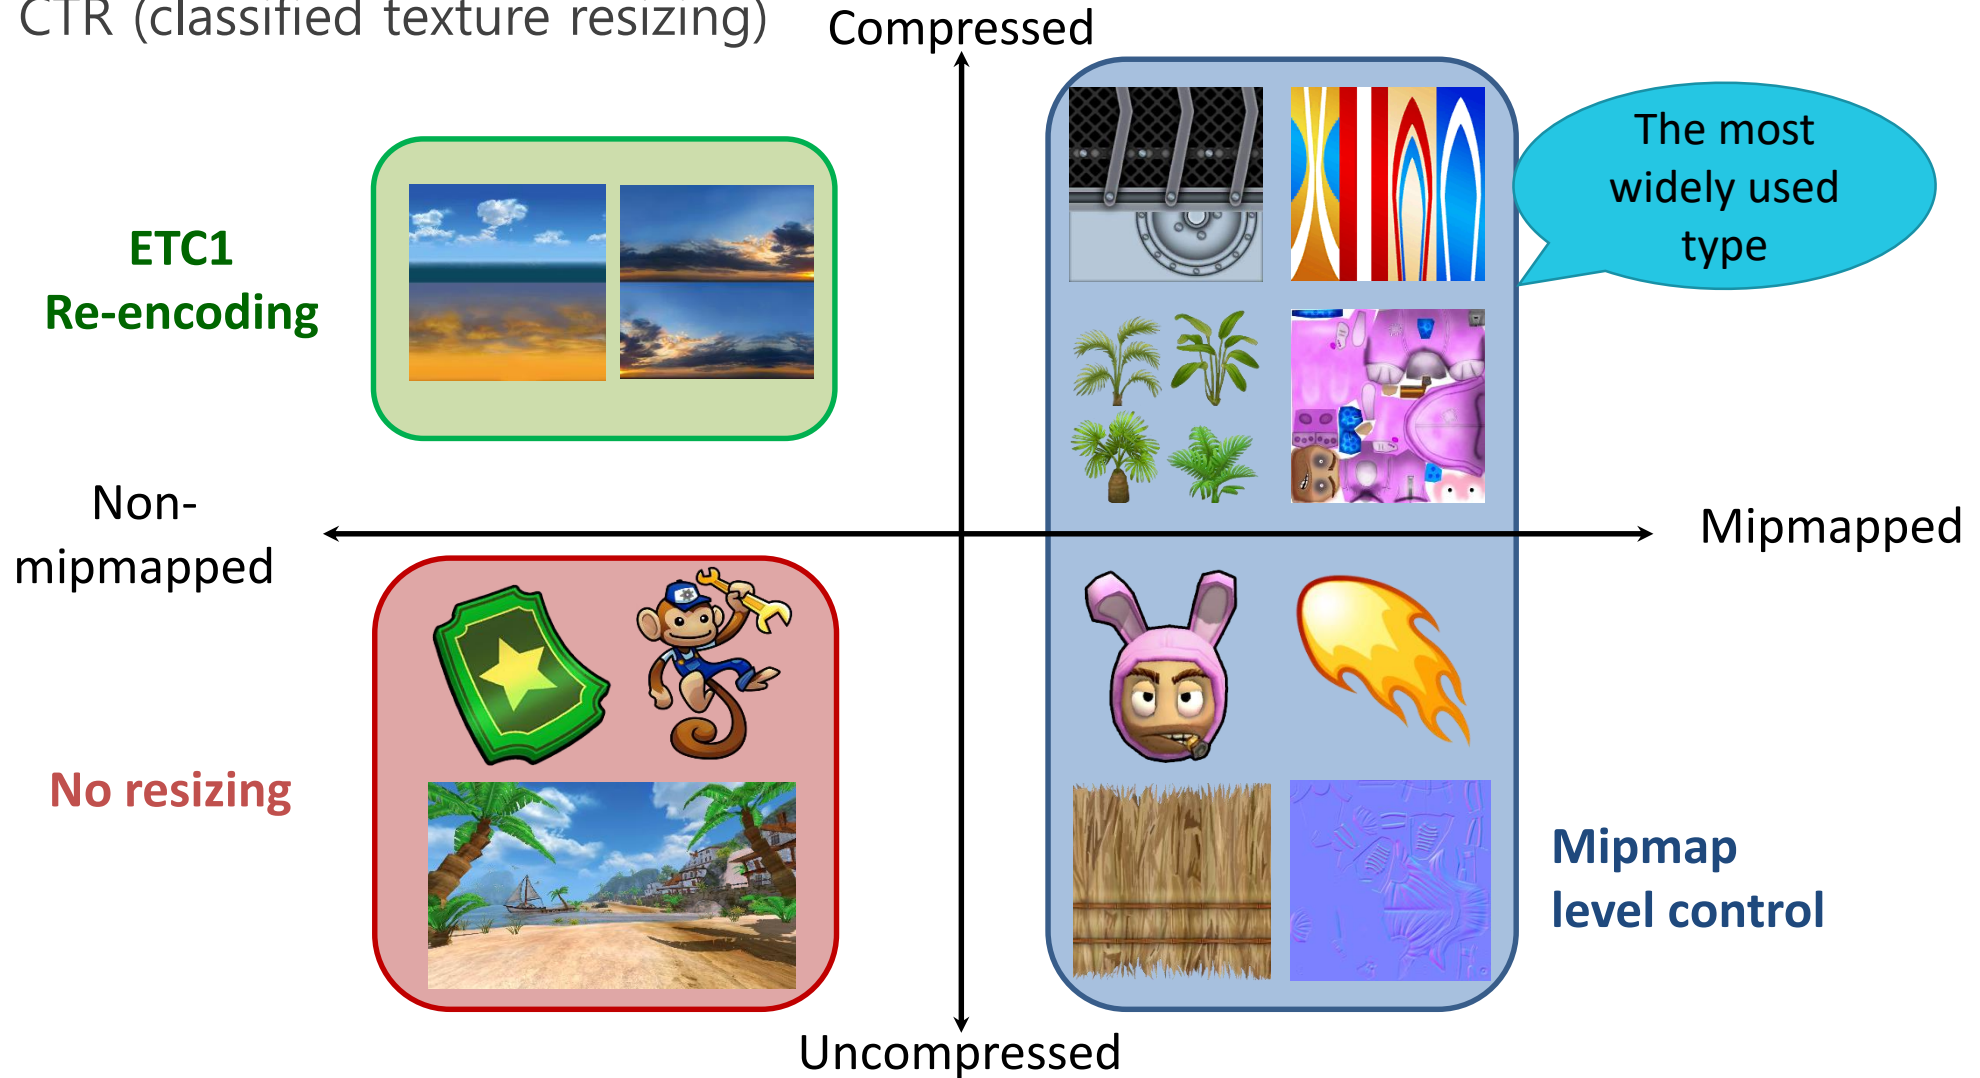 CTR (classified texture resizing)
Compressed
The most
widely used
type
ETC1
Re-encoding
Non-
mipmapped
Mipmapped
No resizing
Mipmap
level control
Uncompressed